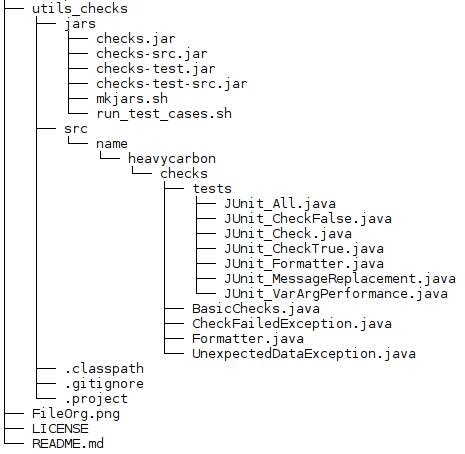 utils_checks
jars
checks.jar
checks-src.jar
checks-test.jar
checks-test-src.jar
mkjars.sh
run_test_cases.sh
src
name
heavycarbon
checks
tests
JUnit_All.java
JUnit_CheckFalse.java
JUnit_Check.java
JUnit_CheckTrue.java
JUnit_Formatter.java
JUnit_MessageReplacement.java
JUnit_VarArgPerformance.java
BasicChecks.java
CheckFailedException.java
Formatter.java
UnexpectedDataException.java
.classpath
.gitignore
.project
FileOrg.png
LICENSE
README.md